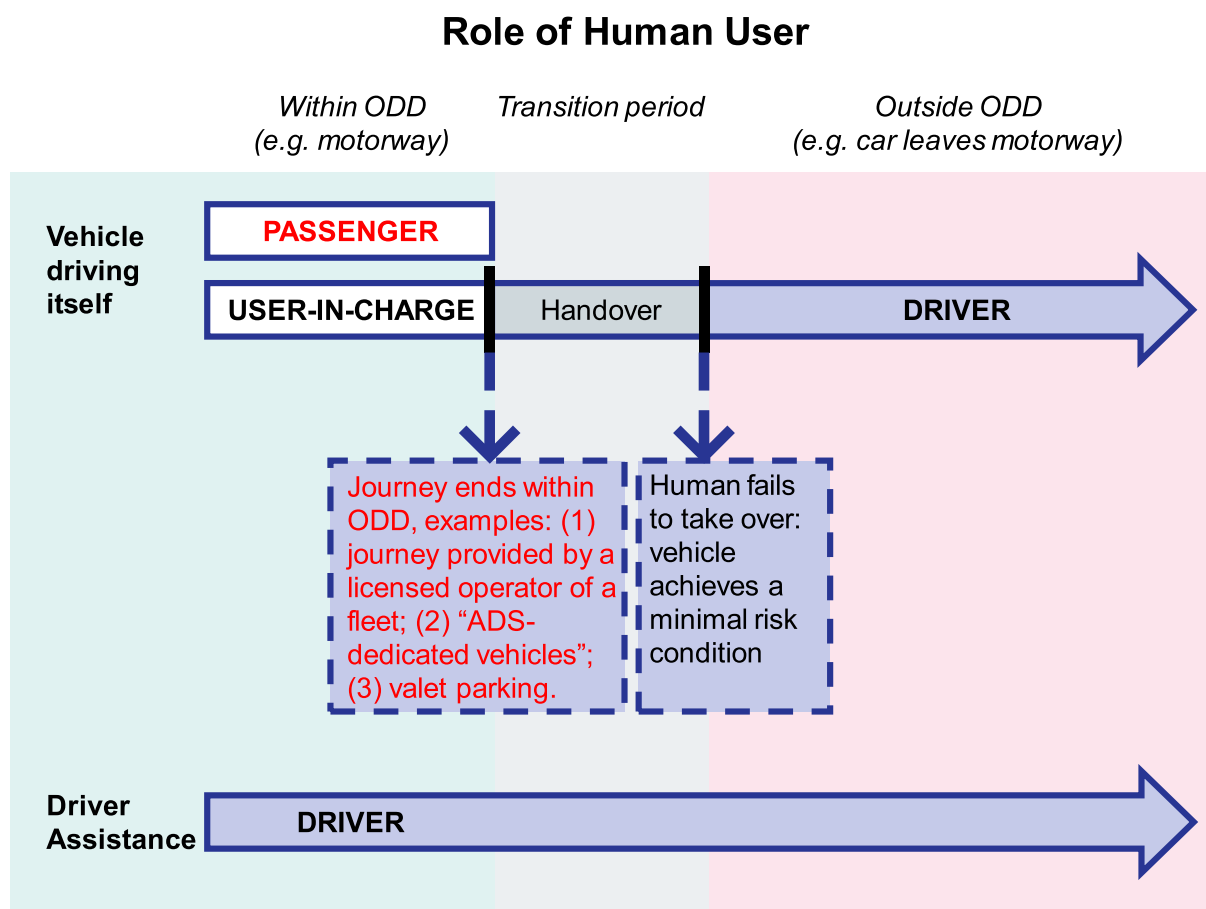 Role of Human User
Within ODD
(e.g. motorway)
Transition period
Outside ODD
(e.g. car leaves motorway)
Vehicle
driving
itself
PASSENGER
USER-IN-CHARGE
Handover
DRIVER
Journey ends within
ODD, examples: (1)
journey provided by a
licensed operator of a
fleet; (2) “ADS-
dedicated vehicles”;
(3) valet parking.
Human fails
to take over:
vehicle
achieves a
minimal risk
condition
Driver
Assistance
DRIVER